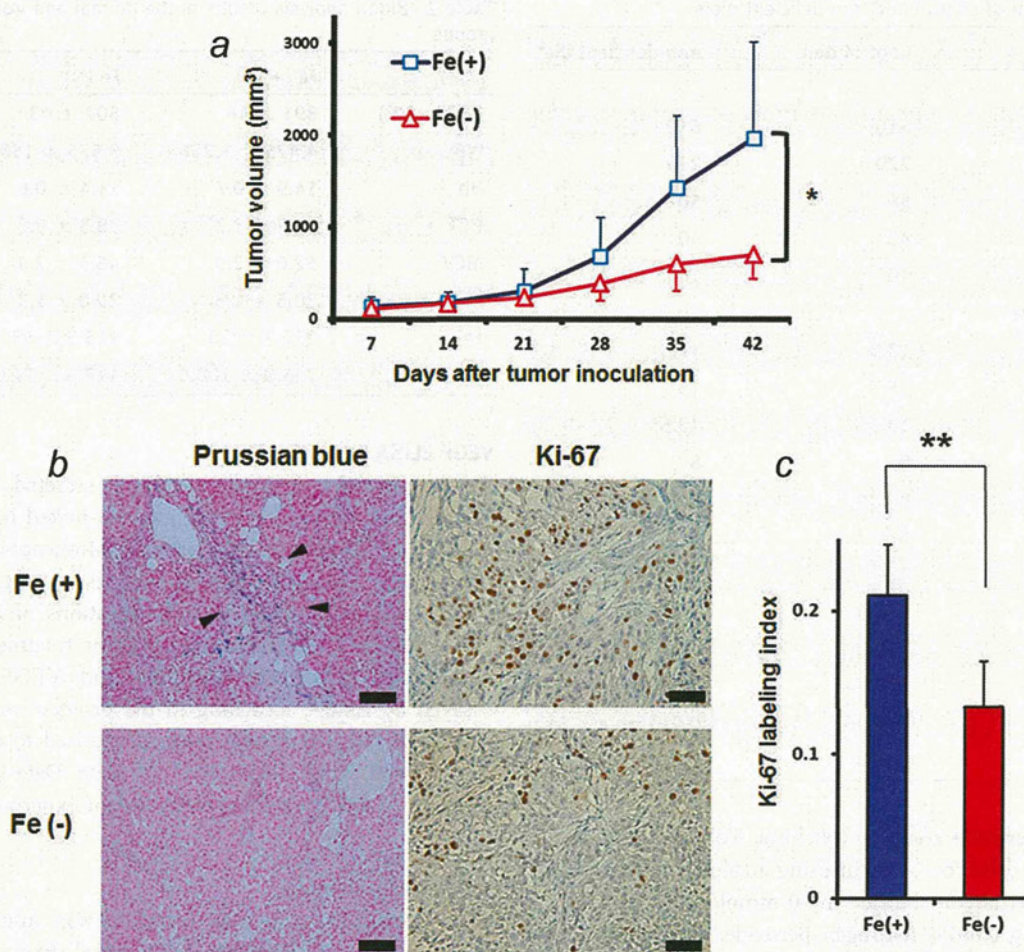 a
3000
2000
1000
0
Tumor volume (mm³)
Fe(+)
Fe(-)
*
7 14 21 28 35 42
Days after tumor inoculation
b
Prussian blue Ki-67
Fe (+)
Fe (-)
c
**
Ki-67 labeling index
0.2
0.1
0
Fe(+) Fe(-)